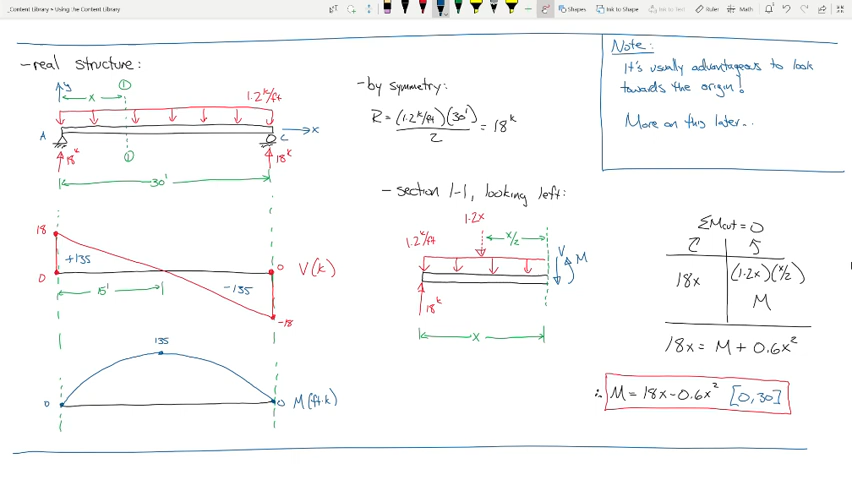 _Content Library » Using the Content Library
Shapes
Ink to Shape
Ink to Text
Ruler
Math
-real structure:
y
①
x
1.2k/ft
A
C
x
①
18k
18k
30'
18
+135
0
0
V(k)
15'
-135
-18
135
0
0
M(ft·k)
-by symmetry:
R = (1.2k/ft)(30') / 2 = 18k
-section 1-1, looking left:
1.2x
x/2
1.2k/ft
V
M
18k
x
Note:
It's usually advantageous to look
towards the origin!
More on this later...
ΣMcut = 0
18x
(1.2x)(x/2)
M
18x = M + 0.6x²
∴ M = 18x - 0.6x² [0,30]